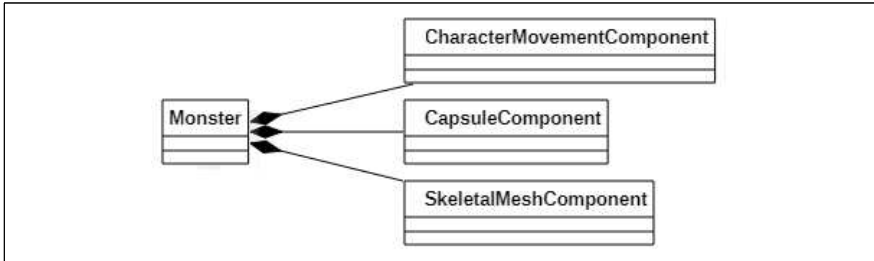 CharacterMovementComponent
Monster
CapsuleComponent
SkeletalMeshComponent